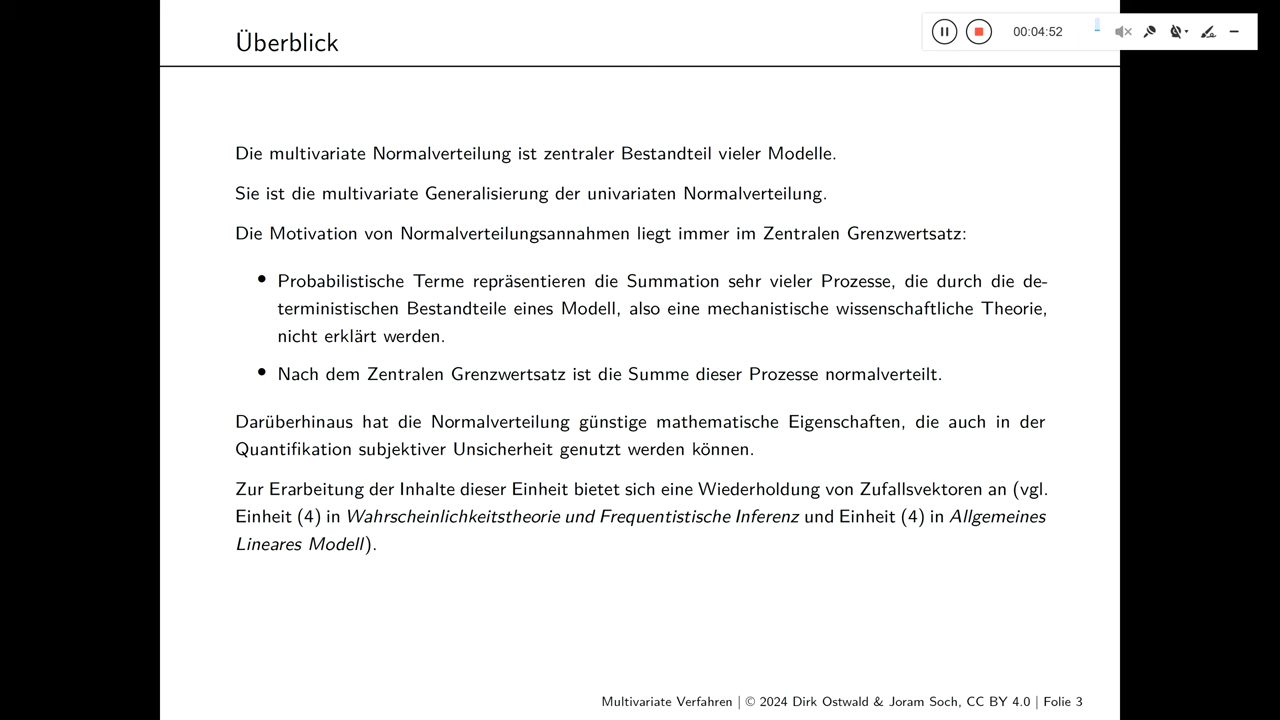 Überblick
00:04:52
Die multivariate Normalverteilung ist zentraler Bestandteil vieler Modelle.
Sie ist die multivariate Generalisierung der univariaten Normalverteilung.
Die Motivation von Normalverteilungsannahmen liegt immer im Zentralen Grenzwertsatz:
• Probabilistische Terme repräsentieren die Summation sehr vieler Prozesse, die durch die de-
terministischen Bestandteile eines Modell, also eine mechanistische wissenschaftliche Theorie,
nicht erklärt werden.
• Nach dem Zentralen Grenzwertsatz ist die Summe dieser Prozesse normalverteilt.
Darüberhinaus hat die Normalverteilung günstige mathematische Eigenschaften, die auch in der
Quantifikation subjektiver Unsicherheit genutzt werden können.
Zur Erarbeitung der Inhalte dieser Einheit bietet sich eine Wiederholdung von Zufallsvektoren an (vgl.
Einheit (4) in Wahrscheinlichkeitstheorie und Frequentistische Inferenz und Einheit (4) in Allgemeines
Lineares Modell).
Multivariate Verfahren | © 2024 Dirk Ostwald & Joram Soch, CC BY 4.0 | Folie 3